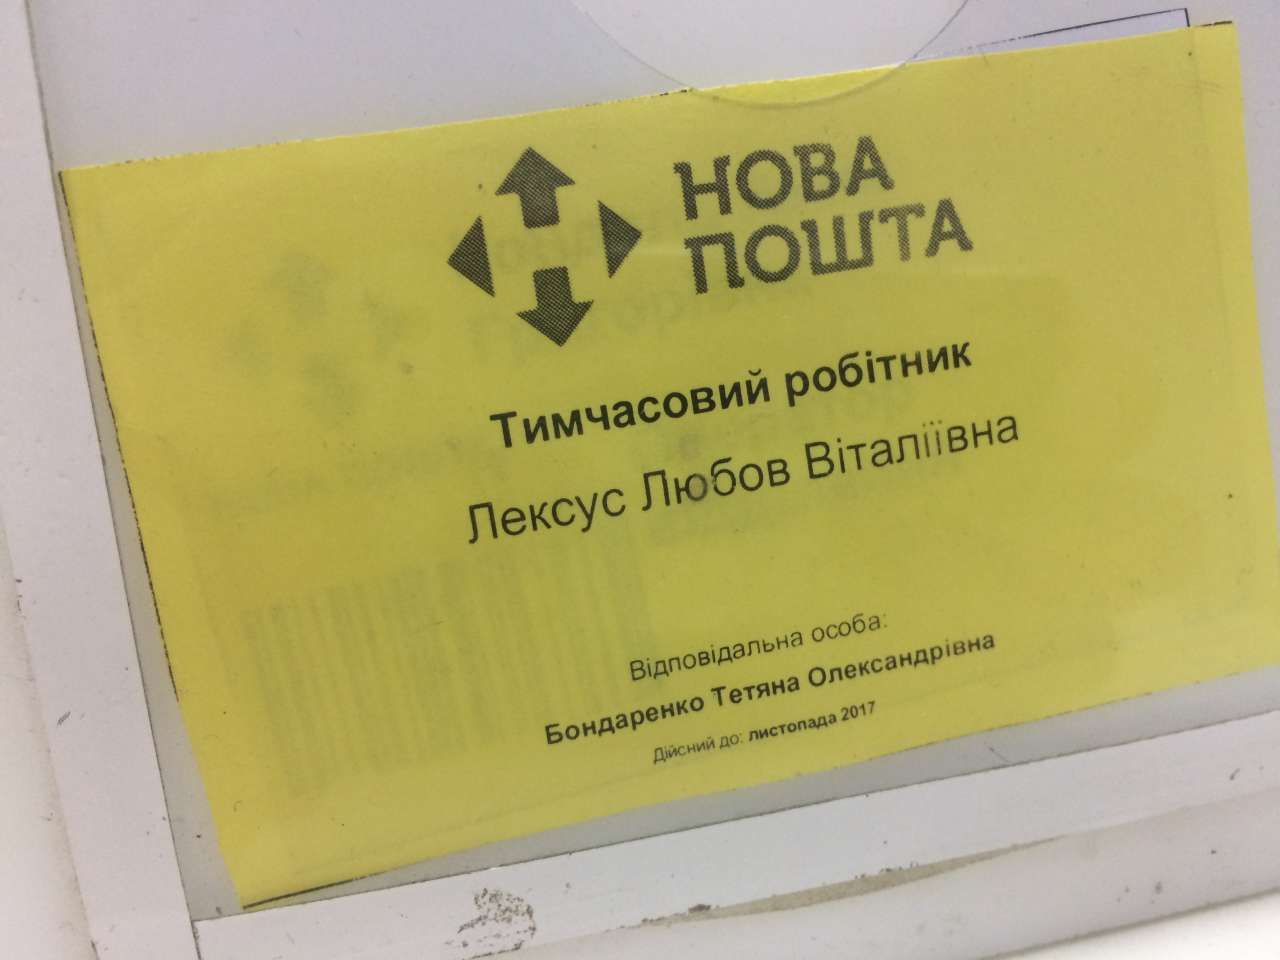 НОВА
ПОШТА
Тимчасовий робітник
Лексус Любов Віталіївна
Відповідальна особа:
Бондаренко Тетяна Олександрівна
Дійсний до: листопада 2017